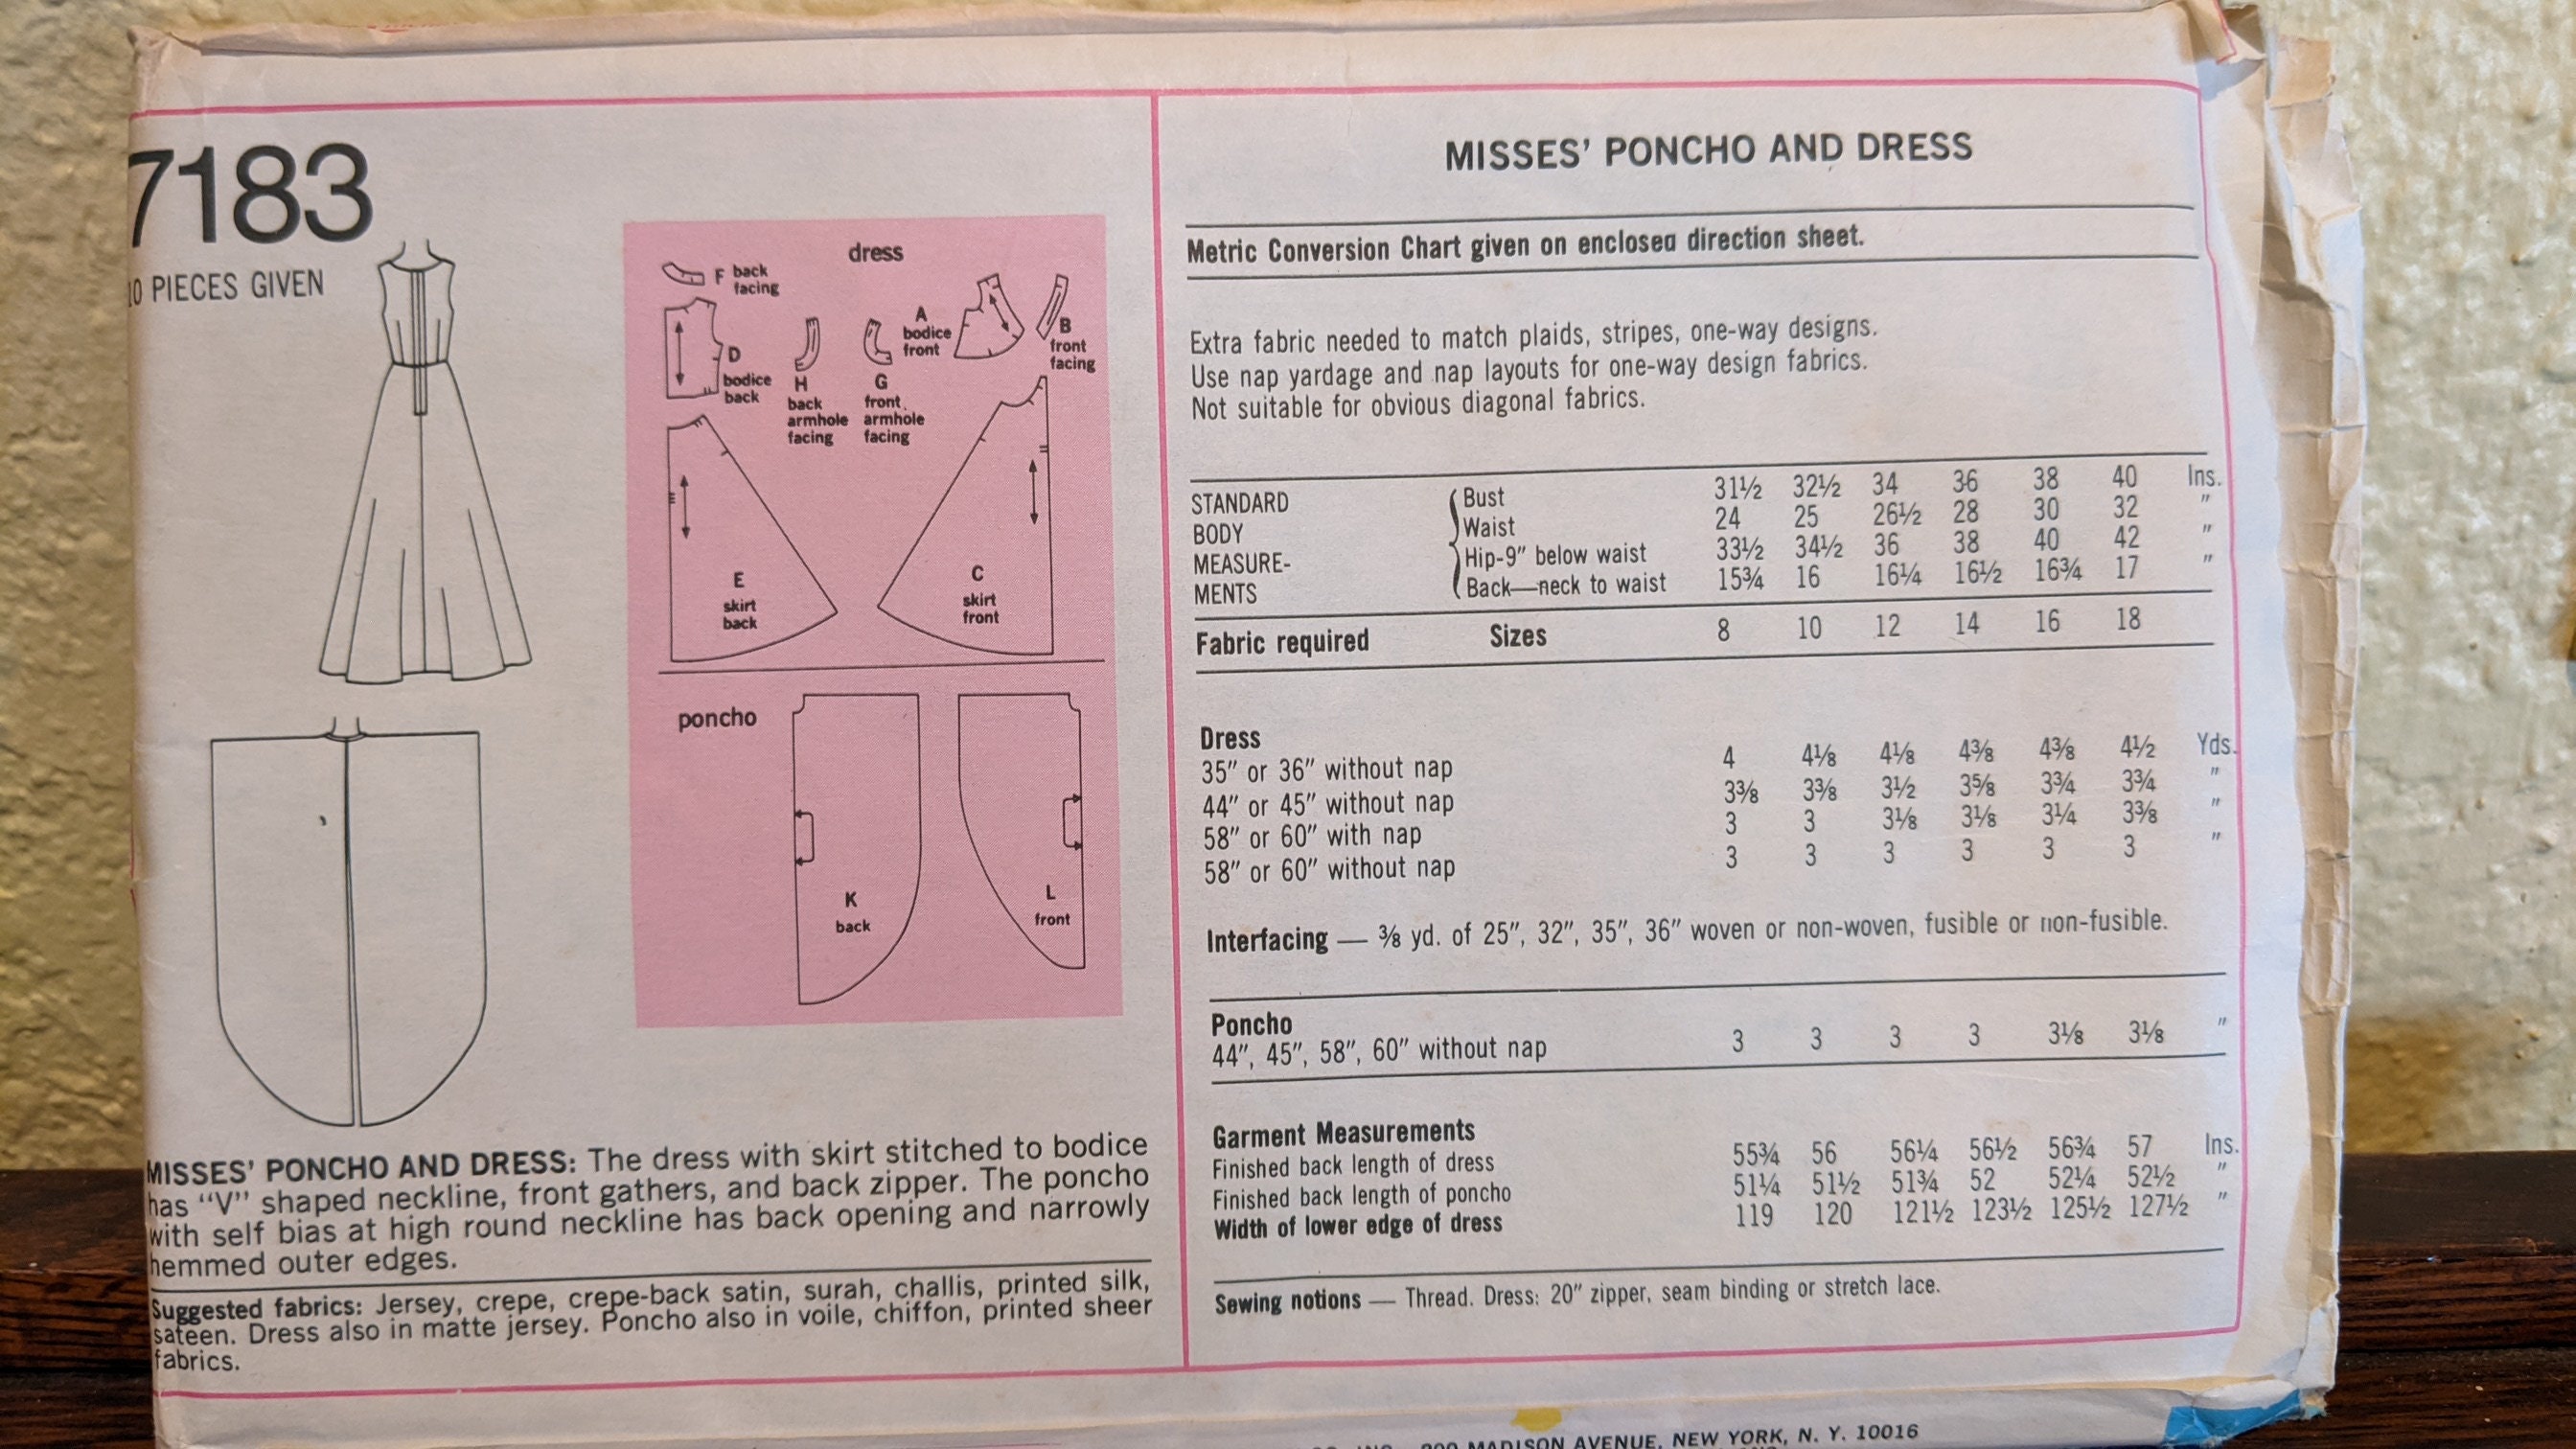 7183
10 PIECES GIVEN
dress
F back
facing
D
bodice
back
H
back
armhole
facing
G
front
armhole
facing
A
bodice
front
B
front
facing
E
skirt
back
C
skirt
front
poncho
K
back
L
front
MISSES' PONCHO AND DRESS: The dress with skirt stitched to bodice
has "V" shaped neckline, front gathers, and back zipper. The poncho
with self bias at high round neckline has back opening and narrowly
hemmed outer edges.
Suggested fabrics: Jersey, crepe, crepe-back satin, surah, challis, printed silk,
sateen. Dress also in matte jersey. Poncho also in voile, chiffon, printed sheer
fabrics.
MISSES' PONCHO AND DRESS
Metric Conversion Chart given on enclosed direction sheet.
Extra fabric needed to match plaids, stripes, one-way designs.
Use nap yardage and nap layouts for one-way design fabrics.
Not suitable for obvious diagonal fabrics.
STANDARD Bust 31½ 32½ 34 36 38 40 Ins.
BODY Waist 24 25 26½ 28 30 32 "
MEASURE- Hip-9" below waist 33½ 34½ 36 38 40 42 "
MENTS Back—neck to waist 15¾ 16 16¼ 16½ 16¾ 17 "
Fabric required Sizes 8 10 12 14 16 18
Dress
35" or 36" without nap 4 4⅛ 4⅛ 4⅜ 4⅜ 4½ Yds.
44" or 45" without nap 3⅜ 3⅜ 3½ 3⅝ 3¾ 3¾ "
58" or 60" with nap 3 3 3⅛ 3⅛ 3¼ 3⅜ "
58" or 60" without nap 3 3 3 3 3 3 "
Interfacing — ⅜ yd. of 25", 32", 35", 36" woven or non-woven, fusible or non-fusible.
Poncho
44", 45", 58", 60" without nap 3 3 3 3 3⅛ 3⅛ "
Garment Measurements
Finished back length of dress 55¾ 56 56¼ 56½ 56¾ 57 Ins.
Finished back length of poncho 51¼ 51½ 51¾ 52 52¼ 52½ "
Width of lower edge of dress 119 120 121½ 123½ 125½ 127½ "
Sewing notions — Thread. Dress: 20" zipper, seam binding or stretch lace.
MADISON AVENUE, NEW YORK, N. Y. 10016